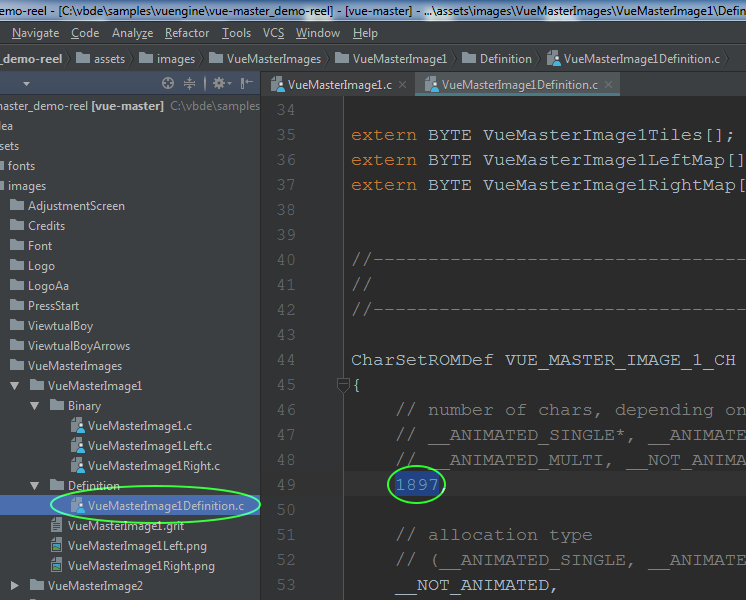 emo-reel - [C:\vbde\samples\vuengine\vue-master_demo-reel] - [vue-master] - ...\assets\images\VueMasterImages\VueMasterImage1\Defin
Navigate Code Analyze Refactor Tools VCS Window Help
_demo-reel assets images VueMasterImages VueMasterImage1 Definition VueMasterImage1Definition.c
VueMasterImage1.c VueMasterImage1Definition.c
naster_demo-reel [vue-master] C:\vbde\samples
lea
sets
fonts
images
AdjustmentScreen
Credits
Font
Logo
LogoAa
PressStart
ViewtualBoy
ViewtualBoyArrows
VueMasterImages
VueMasterImage1
Binary
VueMasterImage1.c
VueMasterImage1Left.c
VueMasterImage1Right.c
Definition
VueMasterImage1Definition.c
VueMasterImage1.grit
VueMasterImage1Left.png
VueMasterImage1Right.png
VueMasterImage2
34
35 extern BYTE VueMasterImage1Tiles[];
36 extern BYTE VueMasterImage1LeftMap[]
37 extern BYTE VueMasterImage1RightMap[
38
39
40 //----------------------------------
41 //
42 //----------------------------------
43
44 CharSetROMDef VUE_MASTER_IMAGE_1_CH
45 {
46 // number of chars, depending on
47 // __ANIMATED_SINGLE*, __ANIMATE
48 // __ANIMATED_MULTI, __NOT_ANIMA
49 1897,
50
51 // allocation type
52 // (__ANIMATED_SINGLE, __ANIMATE
53 __NOT_ANIMATED,